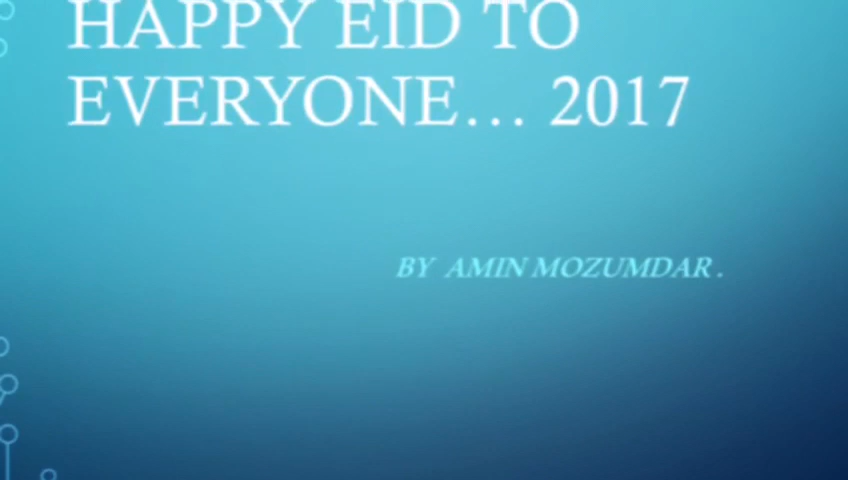 HAPPY EID TO
EVERYONE… 2017
BY AMIN MOZUMDAR .